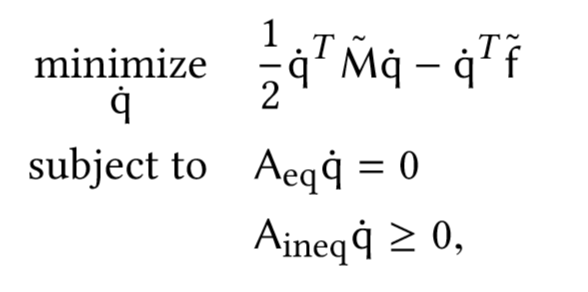 minimize 1/2 q̇ᵀ M̃ q̇ − q̇ᵀ f̃
q̇
subject to A_eq q̇ = 0
A_ineq q̇ ≥ 0,